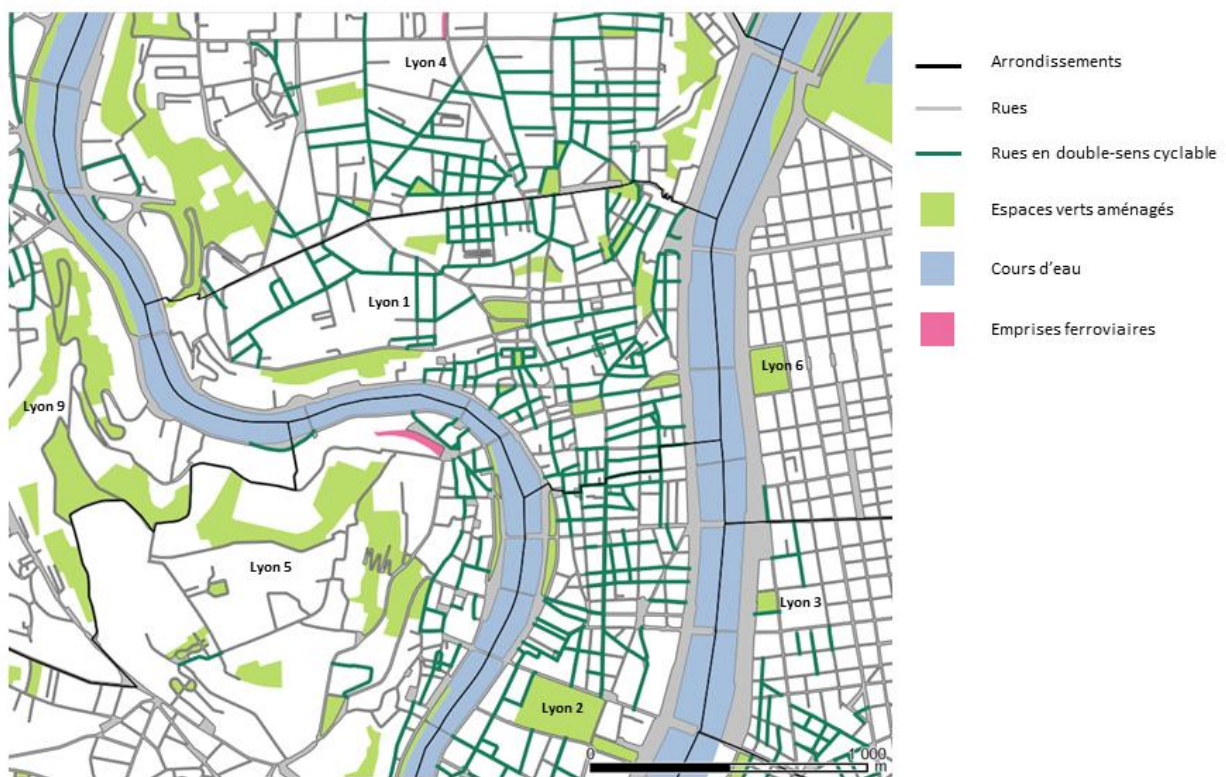 Lyon 4
Lyon 1
Lyon 6
Lyon 9
Lyon 5
Lyon 3
Lyon 2
0
1 000
m
Arrondissements
Rues
Rues en double-sens cyclable
Espaces verts aménagés
Cours d'eau
Emprises ferroviaires